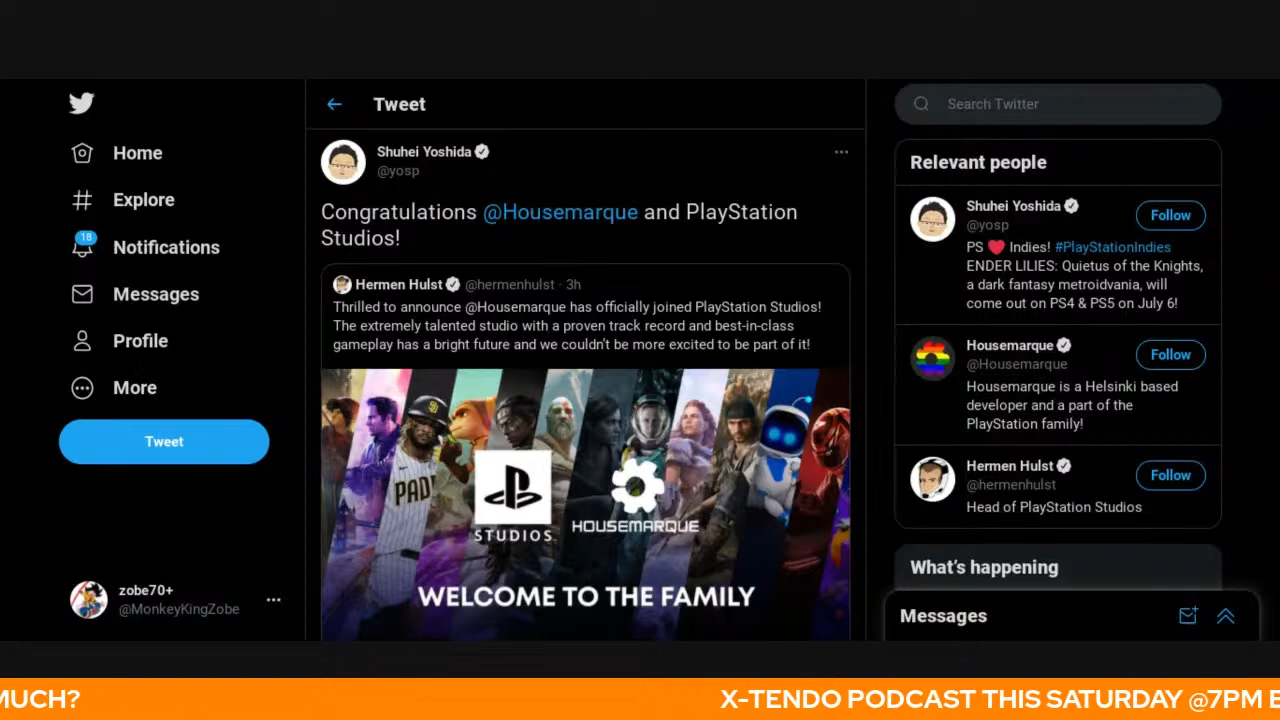 Home
Explore
18
Notifications
Messages
Profile
More
Tweet
zobe70+
@MonkeyKingZobe
Tweet
Shuhei Yoshida
@yosp
Congratulations @Housemarque and PlayStation
Studios!
Hermen Hulst @hermenhulst · 3h
Thrilled to announce @Housemarque has officially joined PlayStation Studios!
The extremely talented studio with a proven track record and best-in-class
gameplay has a bright future and we couldn't be more excited to be part of it!
PAD
STUDIOS
HOUSEMARQUE
WELCOME TO THE FAMILY
Search Twitter
Relevant people
Shuhei Yoshida
@yosp
Follow
PS ❤️ Indies! #PlayStationIndies
ENDER LILIES: Quietus of the Knights,
a dark fantasy metroidvania, will
come out on PS4 & PS5 on July 6!
Housemarque
@Housemarque
Follow
Housemarque is a Helsinki based
developer and a part of the
PlayStation family!
Hermen Hulst
@hermenhulst
Follow
Head of PlayStation Studios
What's happening
Messages
MUCH? X-TENDO PODCAST THIS SATURDAY @7PM E